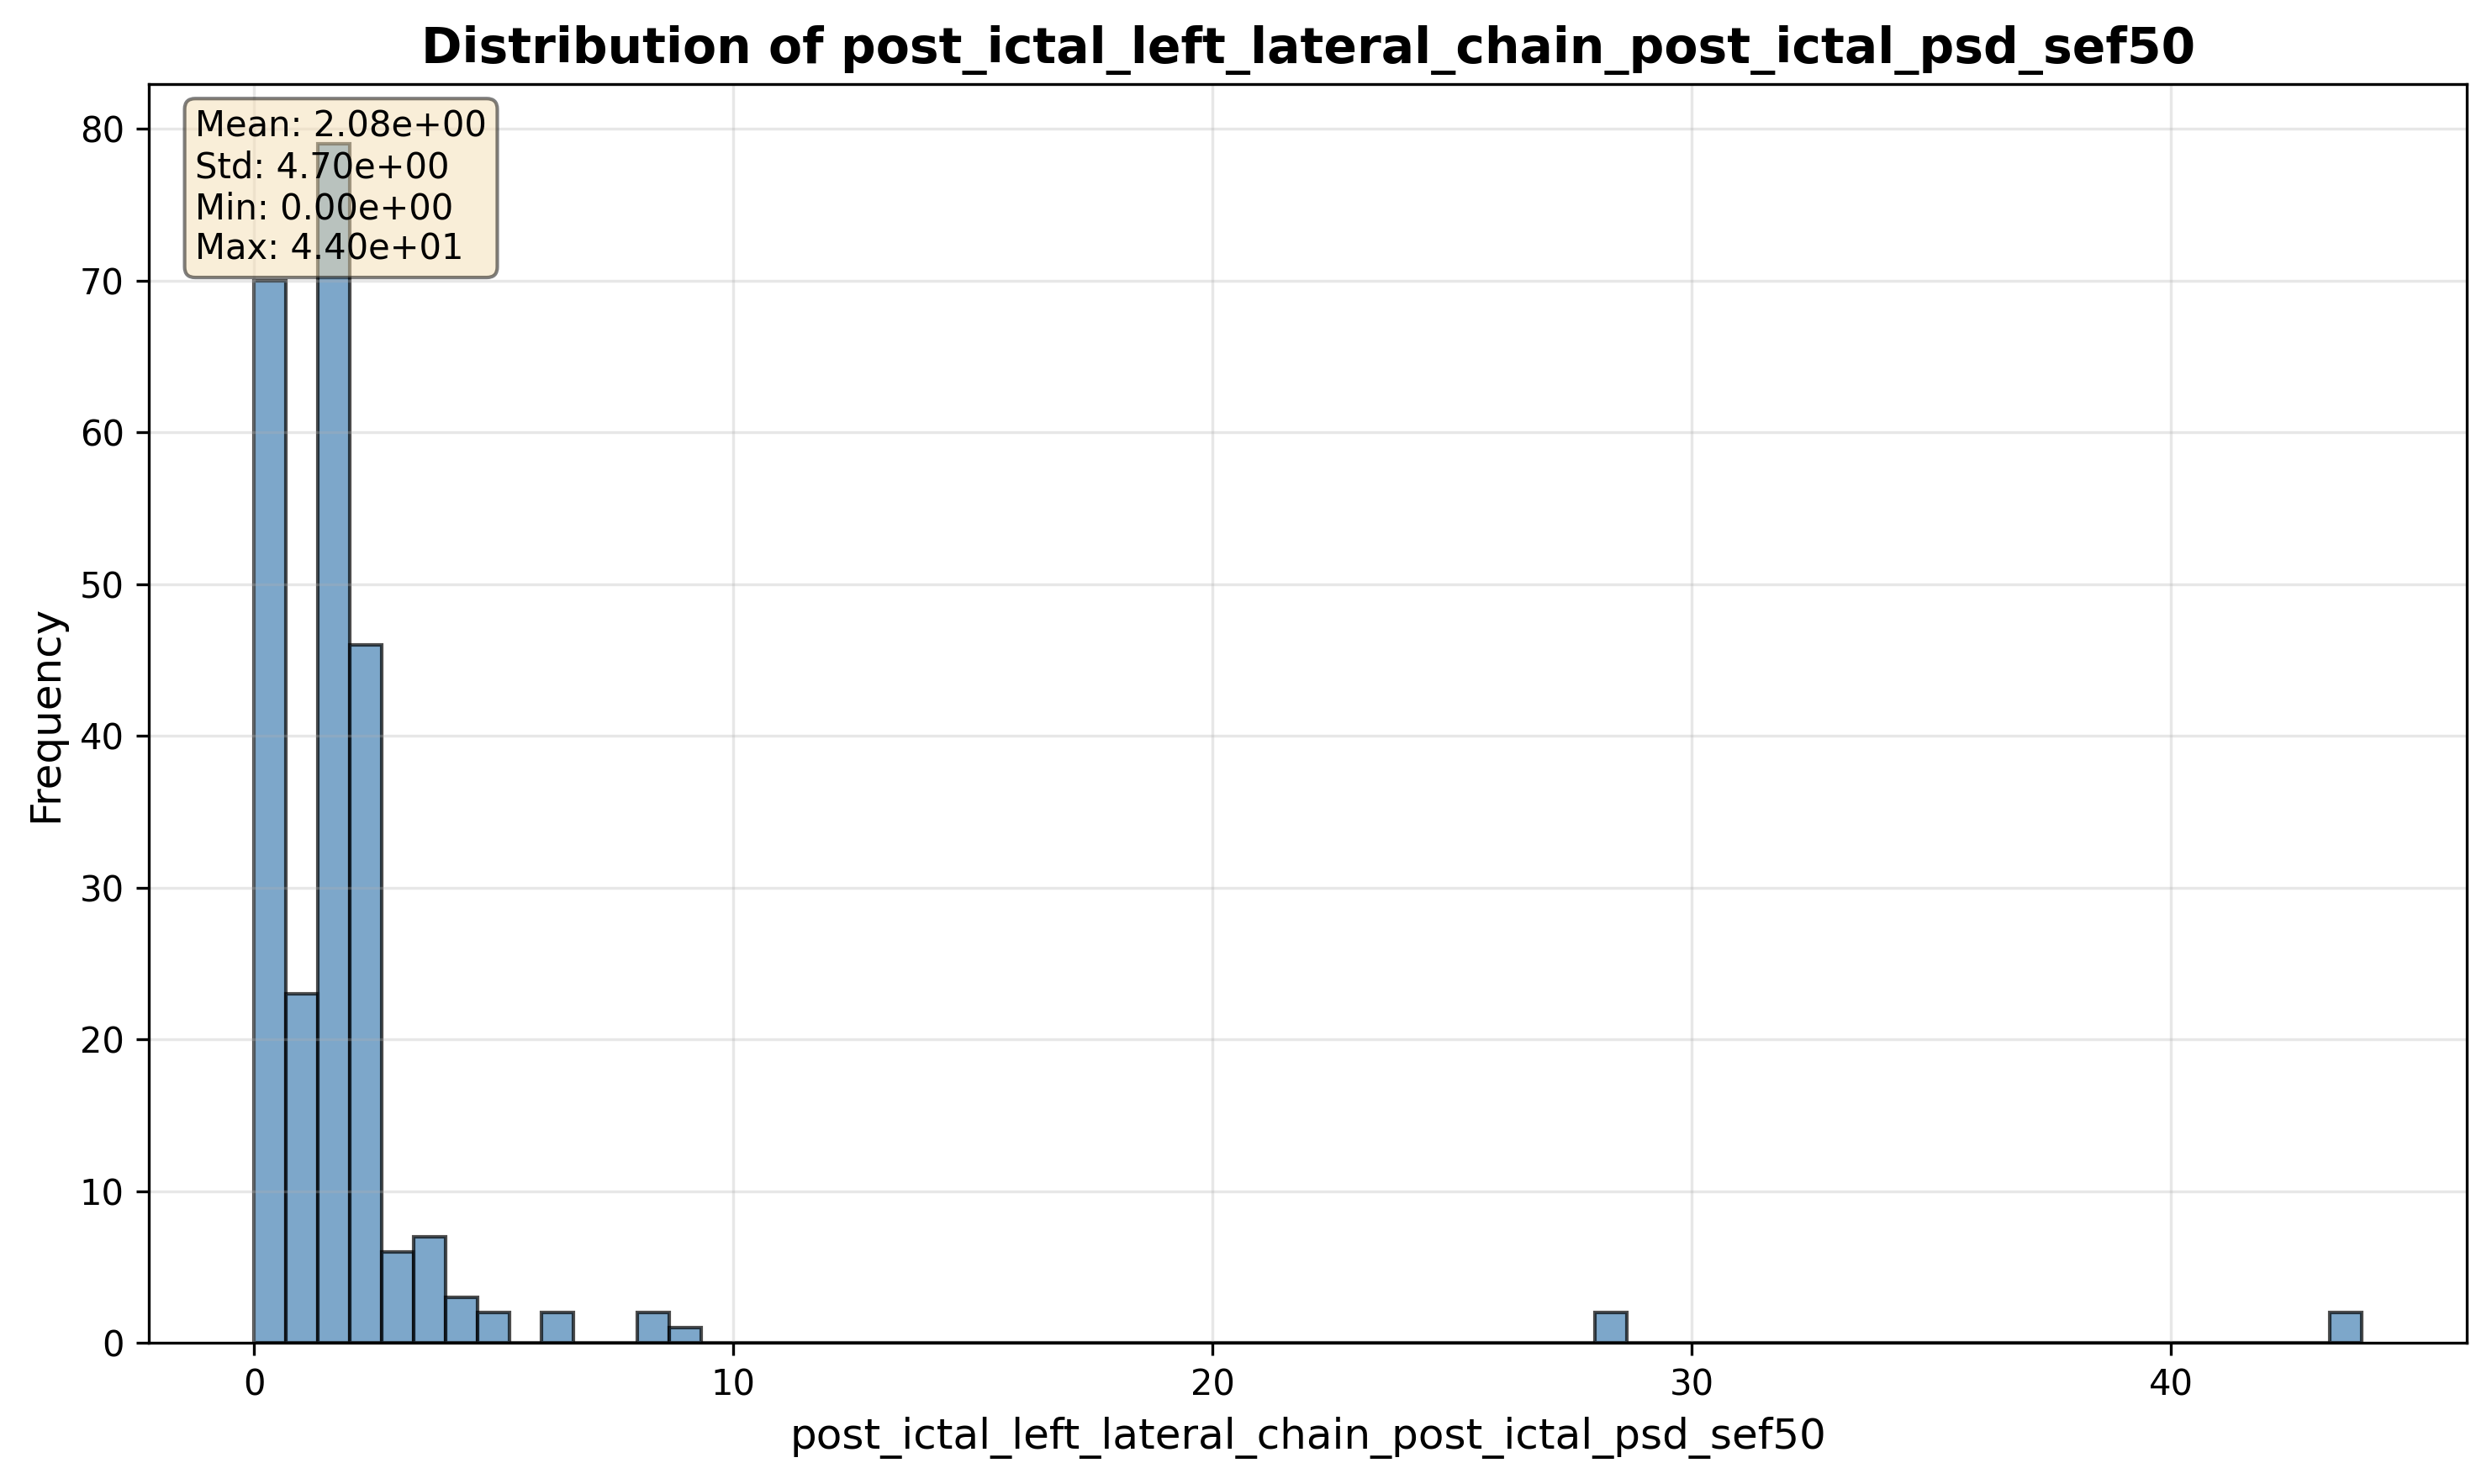 Distribution of post_ictal_left_lateral_chain_post_ictal_psd_sef50
Mean: 2.08e+00
Std: 4.70e+00
Min: 0.00e+00
Max: 4.40e+01
80
70
60
50
40
30
20
10
0
Frequency
0 10 20 30 40
post_ictal_left_lateral_chain_post_ictal_psd_sef50